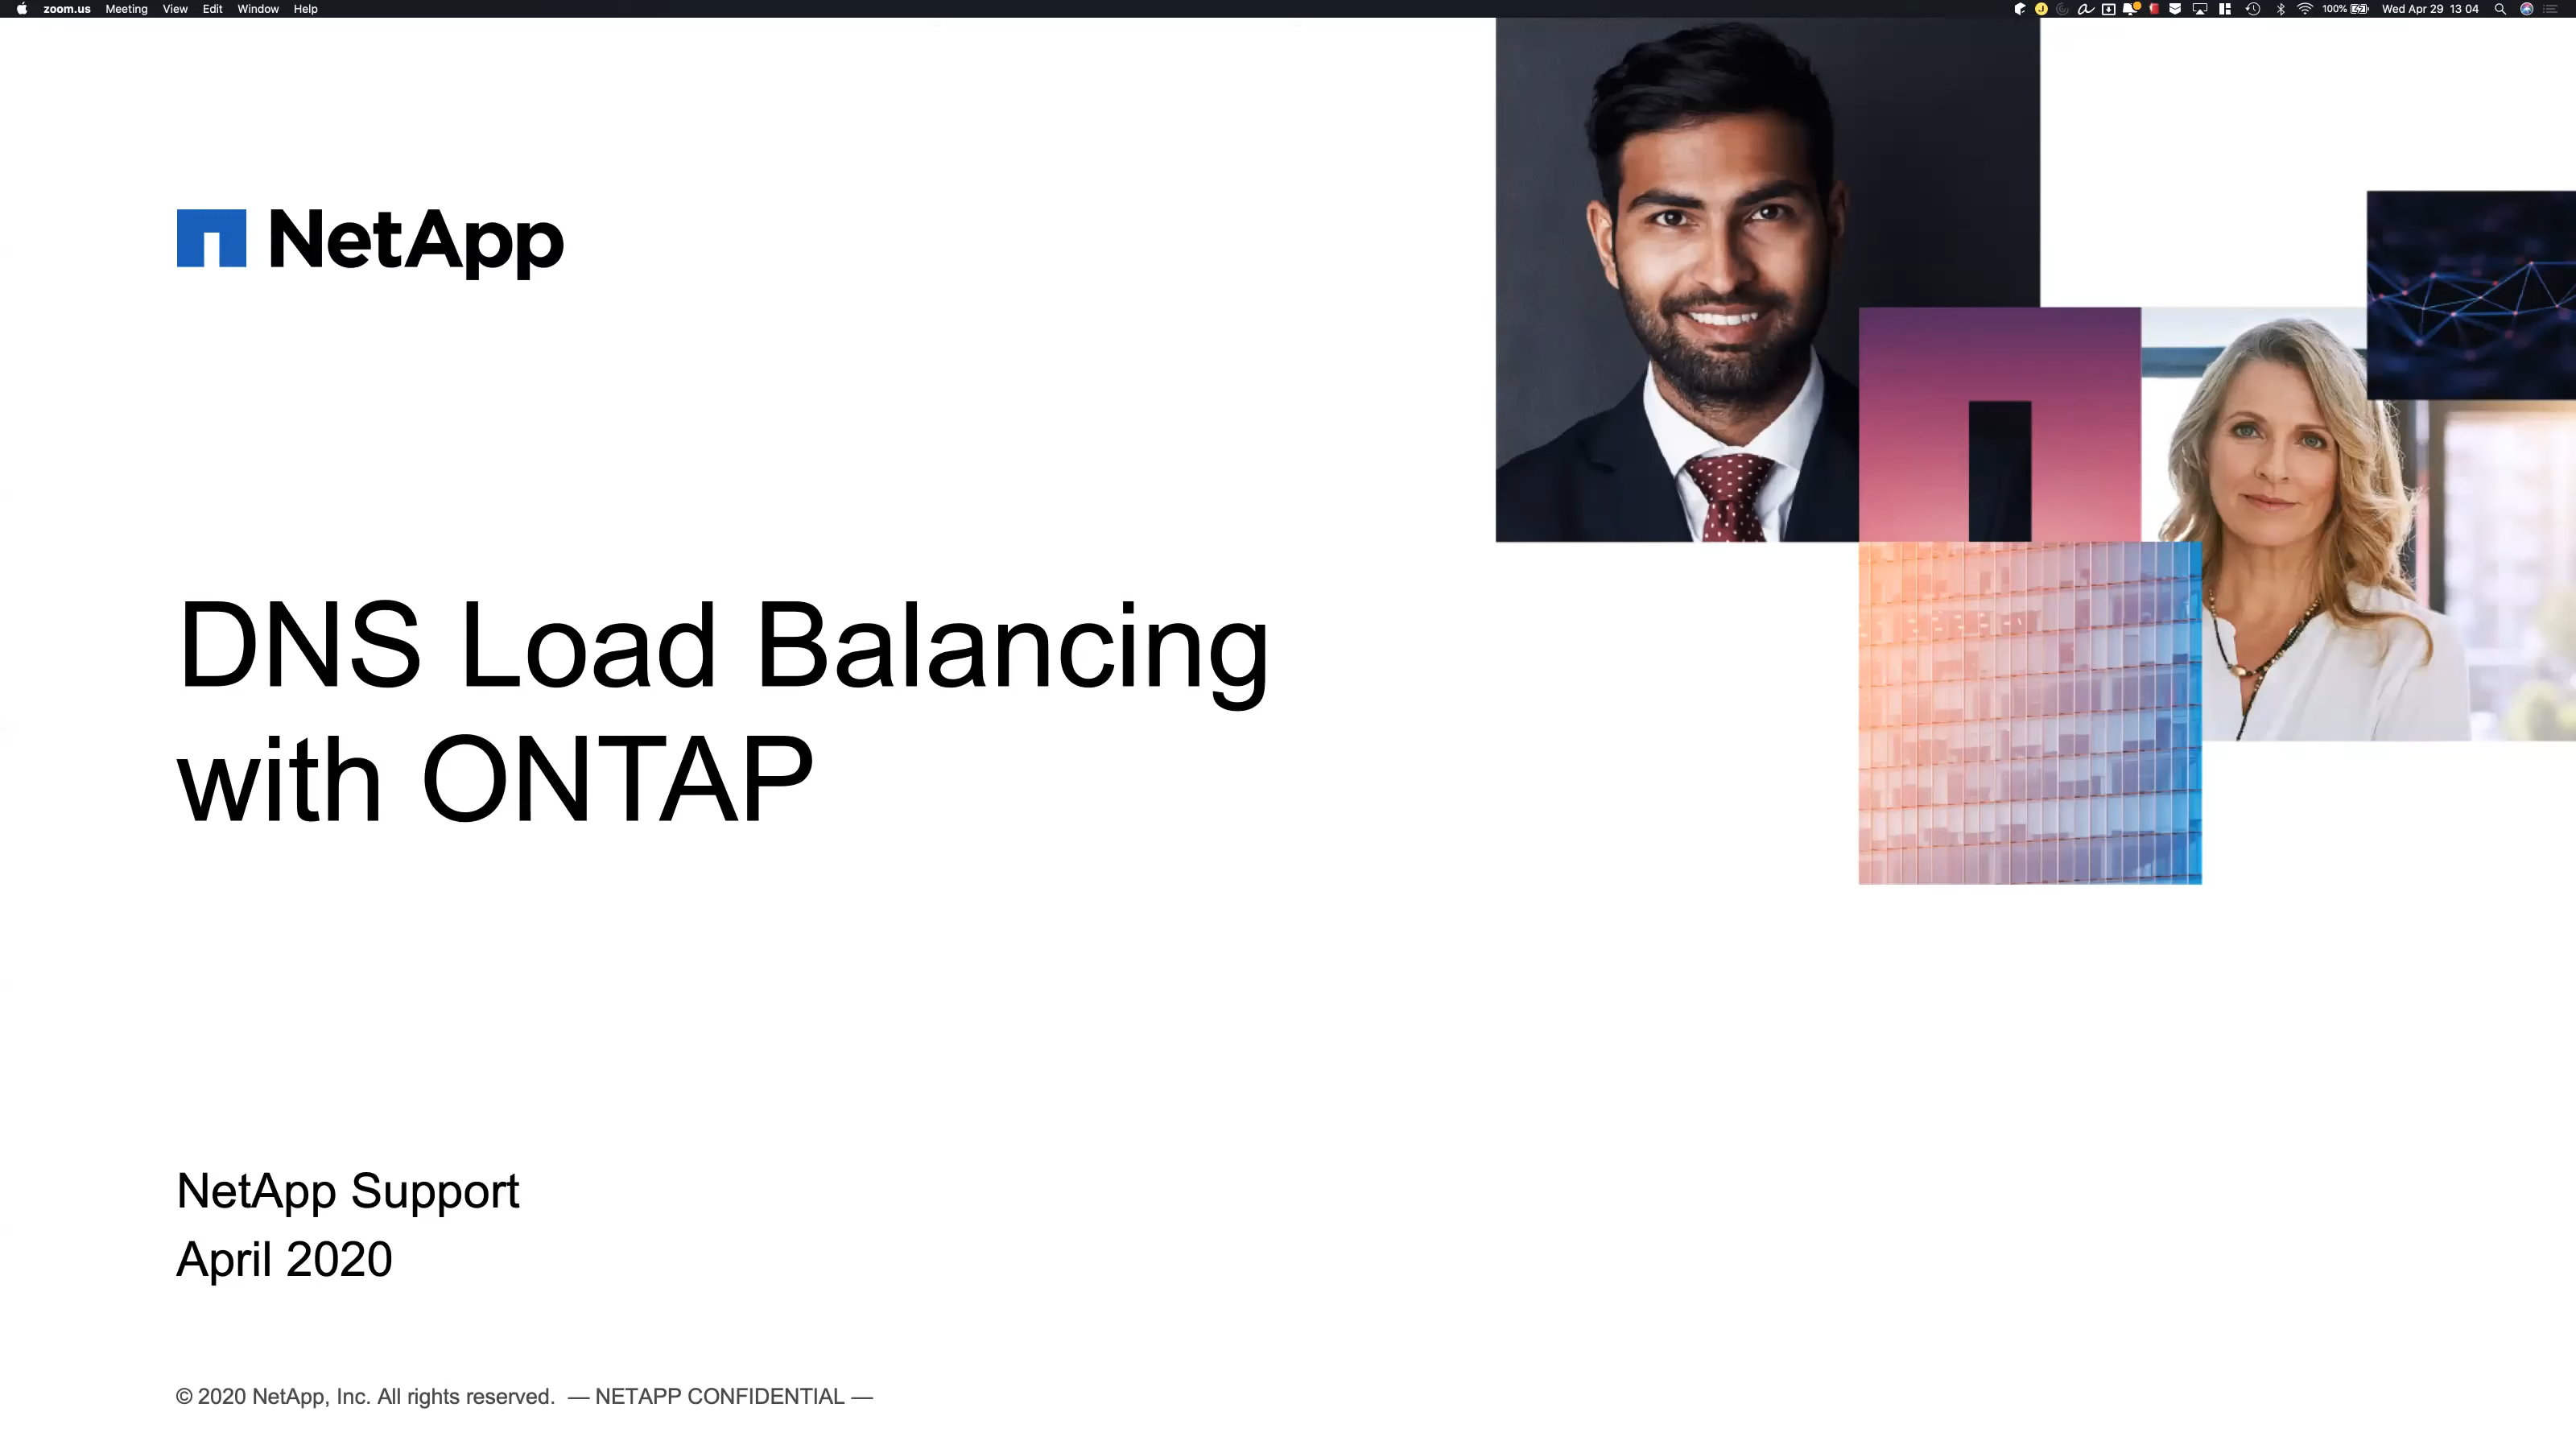 zoom.us Meeting View Edit Window Help
100% Wed Apr 29 13 04
NetApp
DNS Load Balancing
with ONTAP
NetApp Support
April 2020
© 2020 NetApp, Inc. All rights reserved. — NETAPP CONFIDENTIAL —